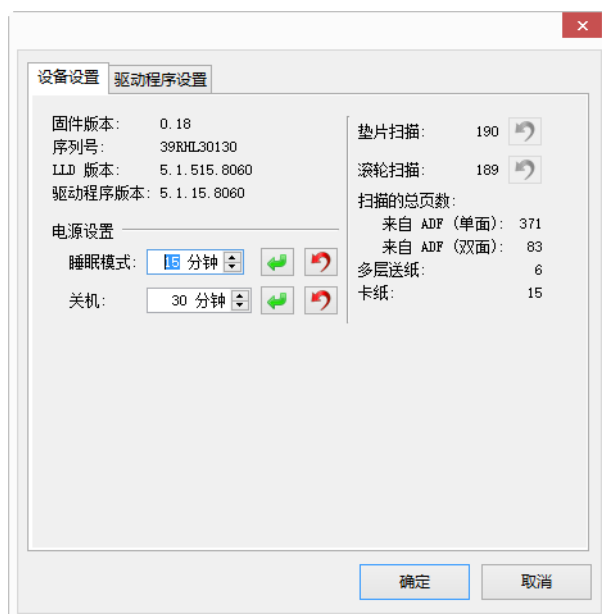 设备设置 驱动程序设置
固件版本: 0.18
序列号: 39RHL30130
LLD 版本: 5.1.515.8060
驱动程序版本: 5.1.15.8060
电源设置
睡眠模式: 15 分钟
关机: 30 分钟
垫片扫描: 190
滚轮扫描: 189
扫描的总页数:
来自 ADF (单面): 371
来自 ADF (双面): 83
多层送纸: 6
卡纸: 15
确定 取消